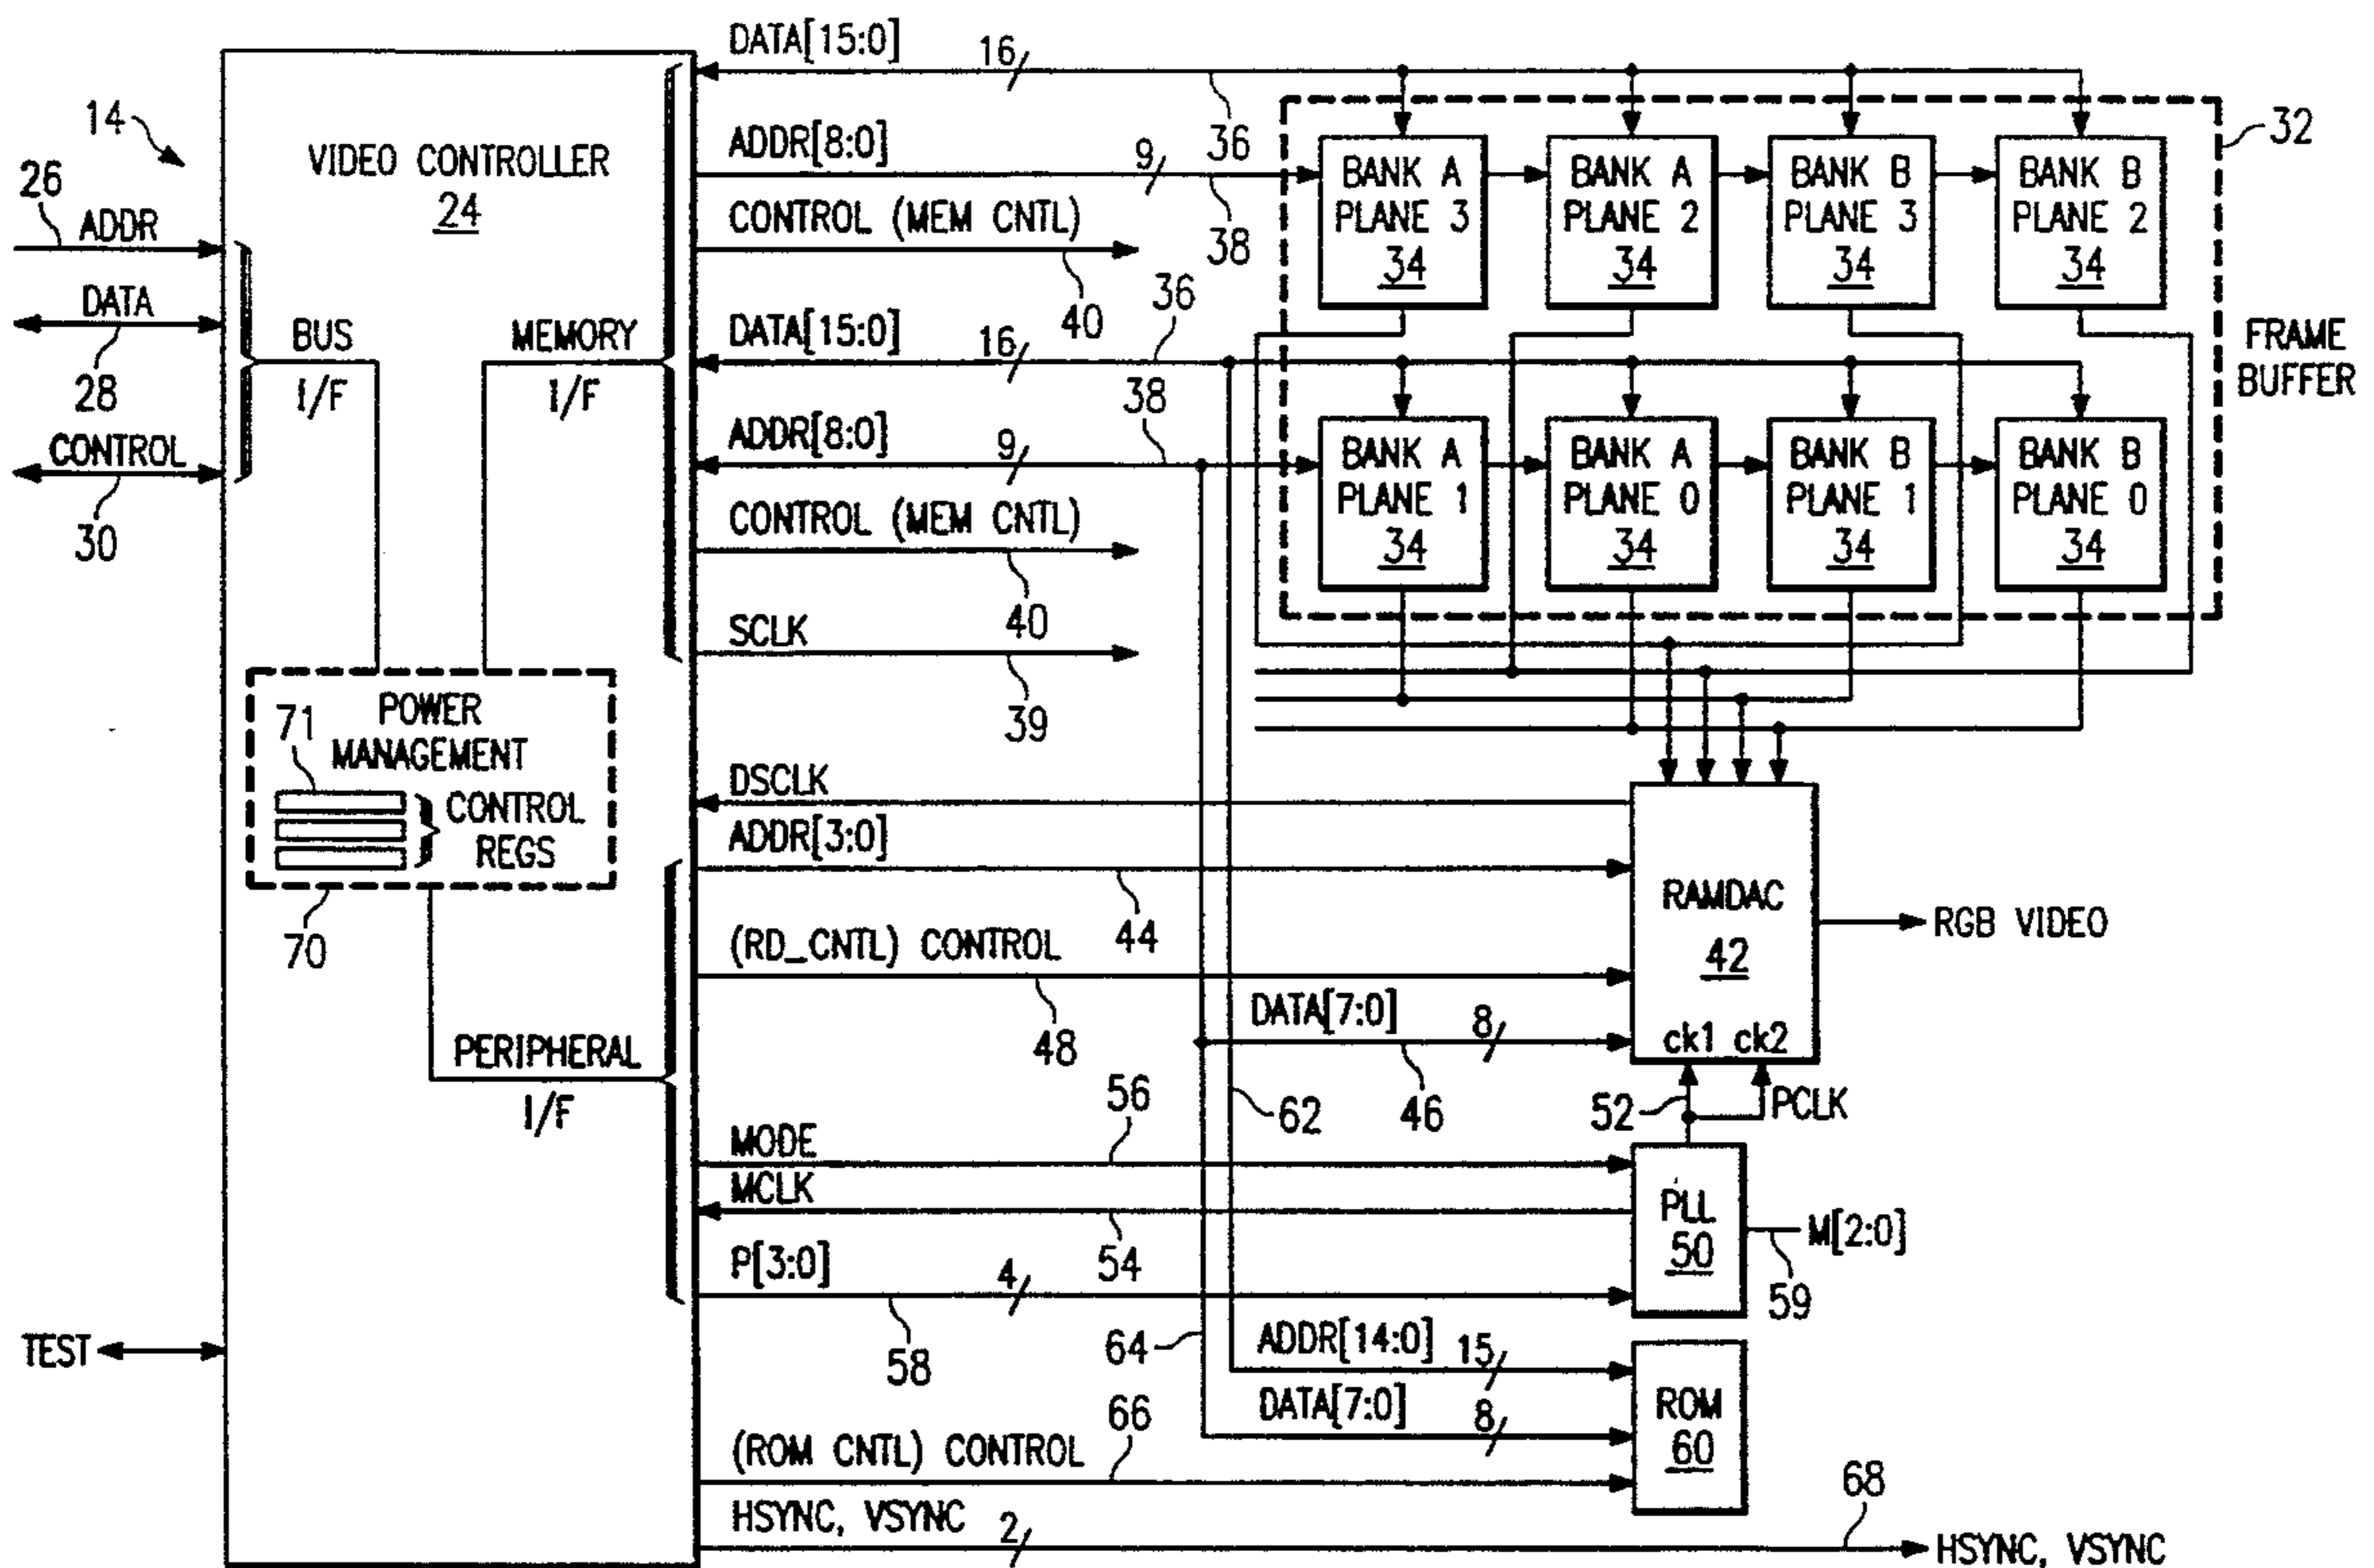 DATA[15:0]
16
36
14
VIDEO CONTROLLER
24
ADDR[8:0]
9
38
32
26
ADDR
CONTROL (MEM CNTL)
40
BANK A
PLANE 3
34
BANK A
PLANE 2
34
BANK B
PLANE 3
34
BANK B
PLANE 2
34
DATA
28
BUS
I/F
MEMORY
I/F
DATA[15:0]
16
36
FRAME
BUFFER
CONTROL
30
ADDR[8:0]
9
38
CONTROL (MEM CNTL)
40
BANK A
PLANE 1
34
BANK A
PLANE 0
34
BANK B
PLANE 1
34
BANK B
PLANE 0
34
SCLK
39
POWER
MANAGEMENT
71
CONTROL
REGS
70
DSCLK
ADDR[3:0]
44
RAMDAC
42
ck1 ck2
RGB VIDEO
(RD_CNTL) CONTROL
48
DATA[7:0]
8
46
PERIPHERAL
I/F
52
PCLK
62
MODE
56
MCLK
54
PLL
50
M[2:0]
59
P[3:0]
4
58
TEST
64
ADDR[14:0]
15
DATA[7:0]
8
ROM
60
(ROM CNTL) CONTROL
66
HSYNC, VSYNC
2
68
HSYNC, VSYNC